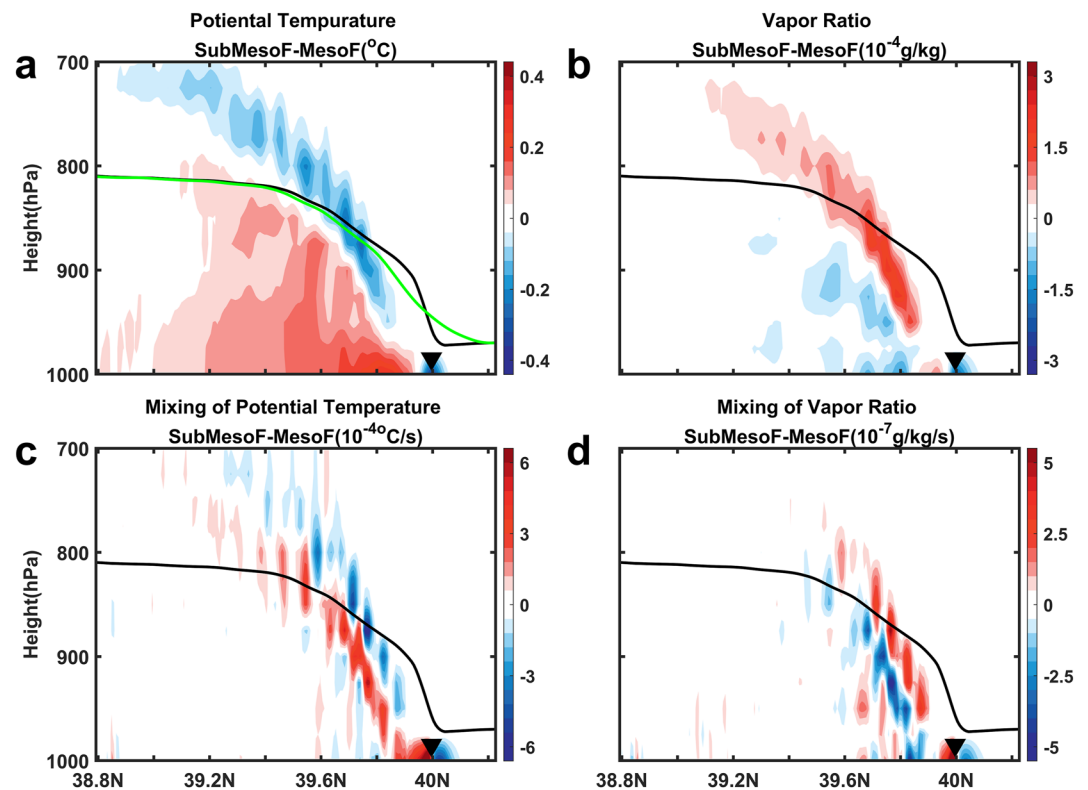 Potiental Tempurature
SubMesoF-MesoF(°C)
Vapor Ratio
SubMesoF-MesoF(10-4g/kg)
a
b
700
800
900
1000
Height(hPa)
0.4
0.2
0
-0.2
-0.4
3
1.5
0
-1.5
-3
Mixing of Potential Temperature
SubMesoF-MesoF(10-4°C/s)
Mixing of Vapor Ratio
SubMesoF-MesoF(10-7g/kg/s)
c
d
700
800
900
1000
Height(hPa)
6
3
0
-3
-6
5
2.5
0
-2.5
-5
38.8N 39.2N 39.6N 40N
38.8N 39.2N 39.6N 40N